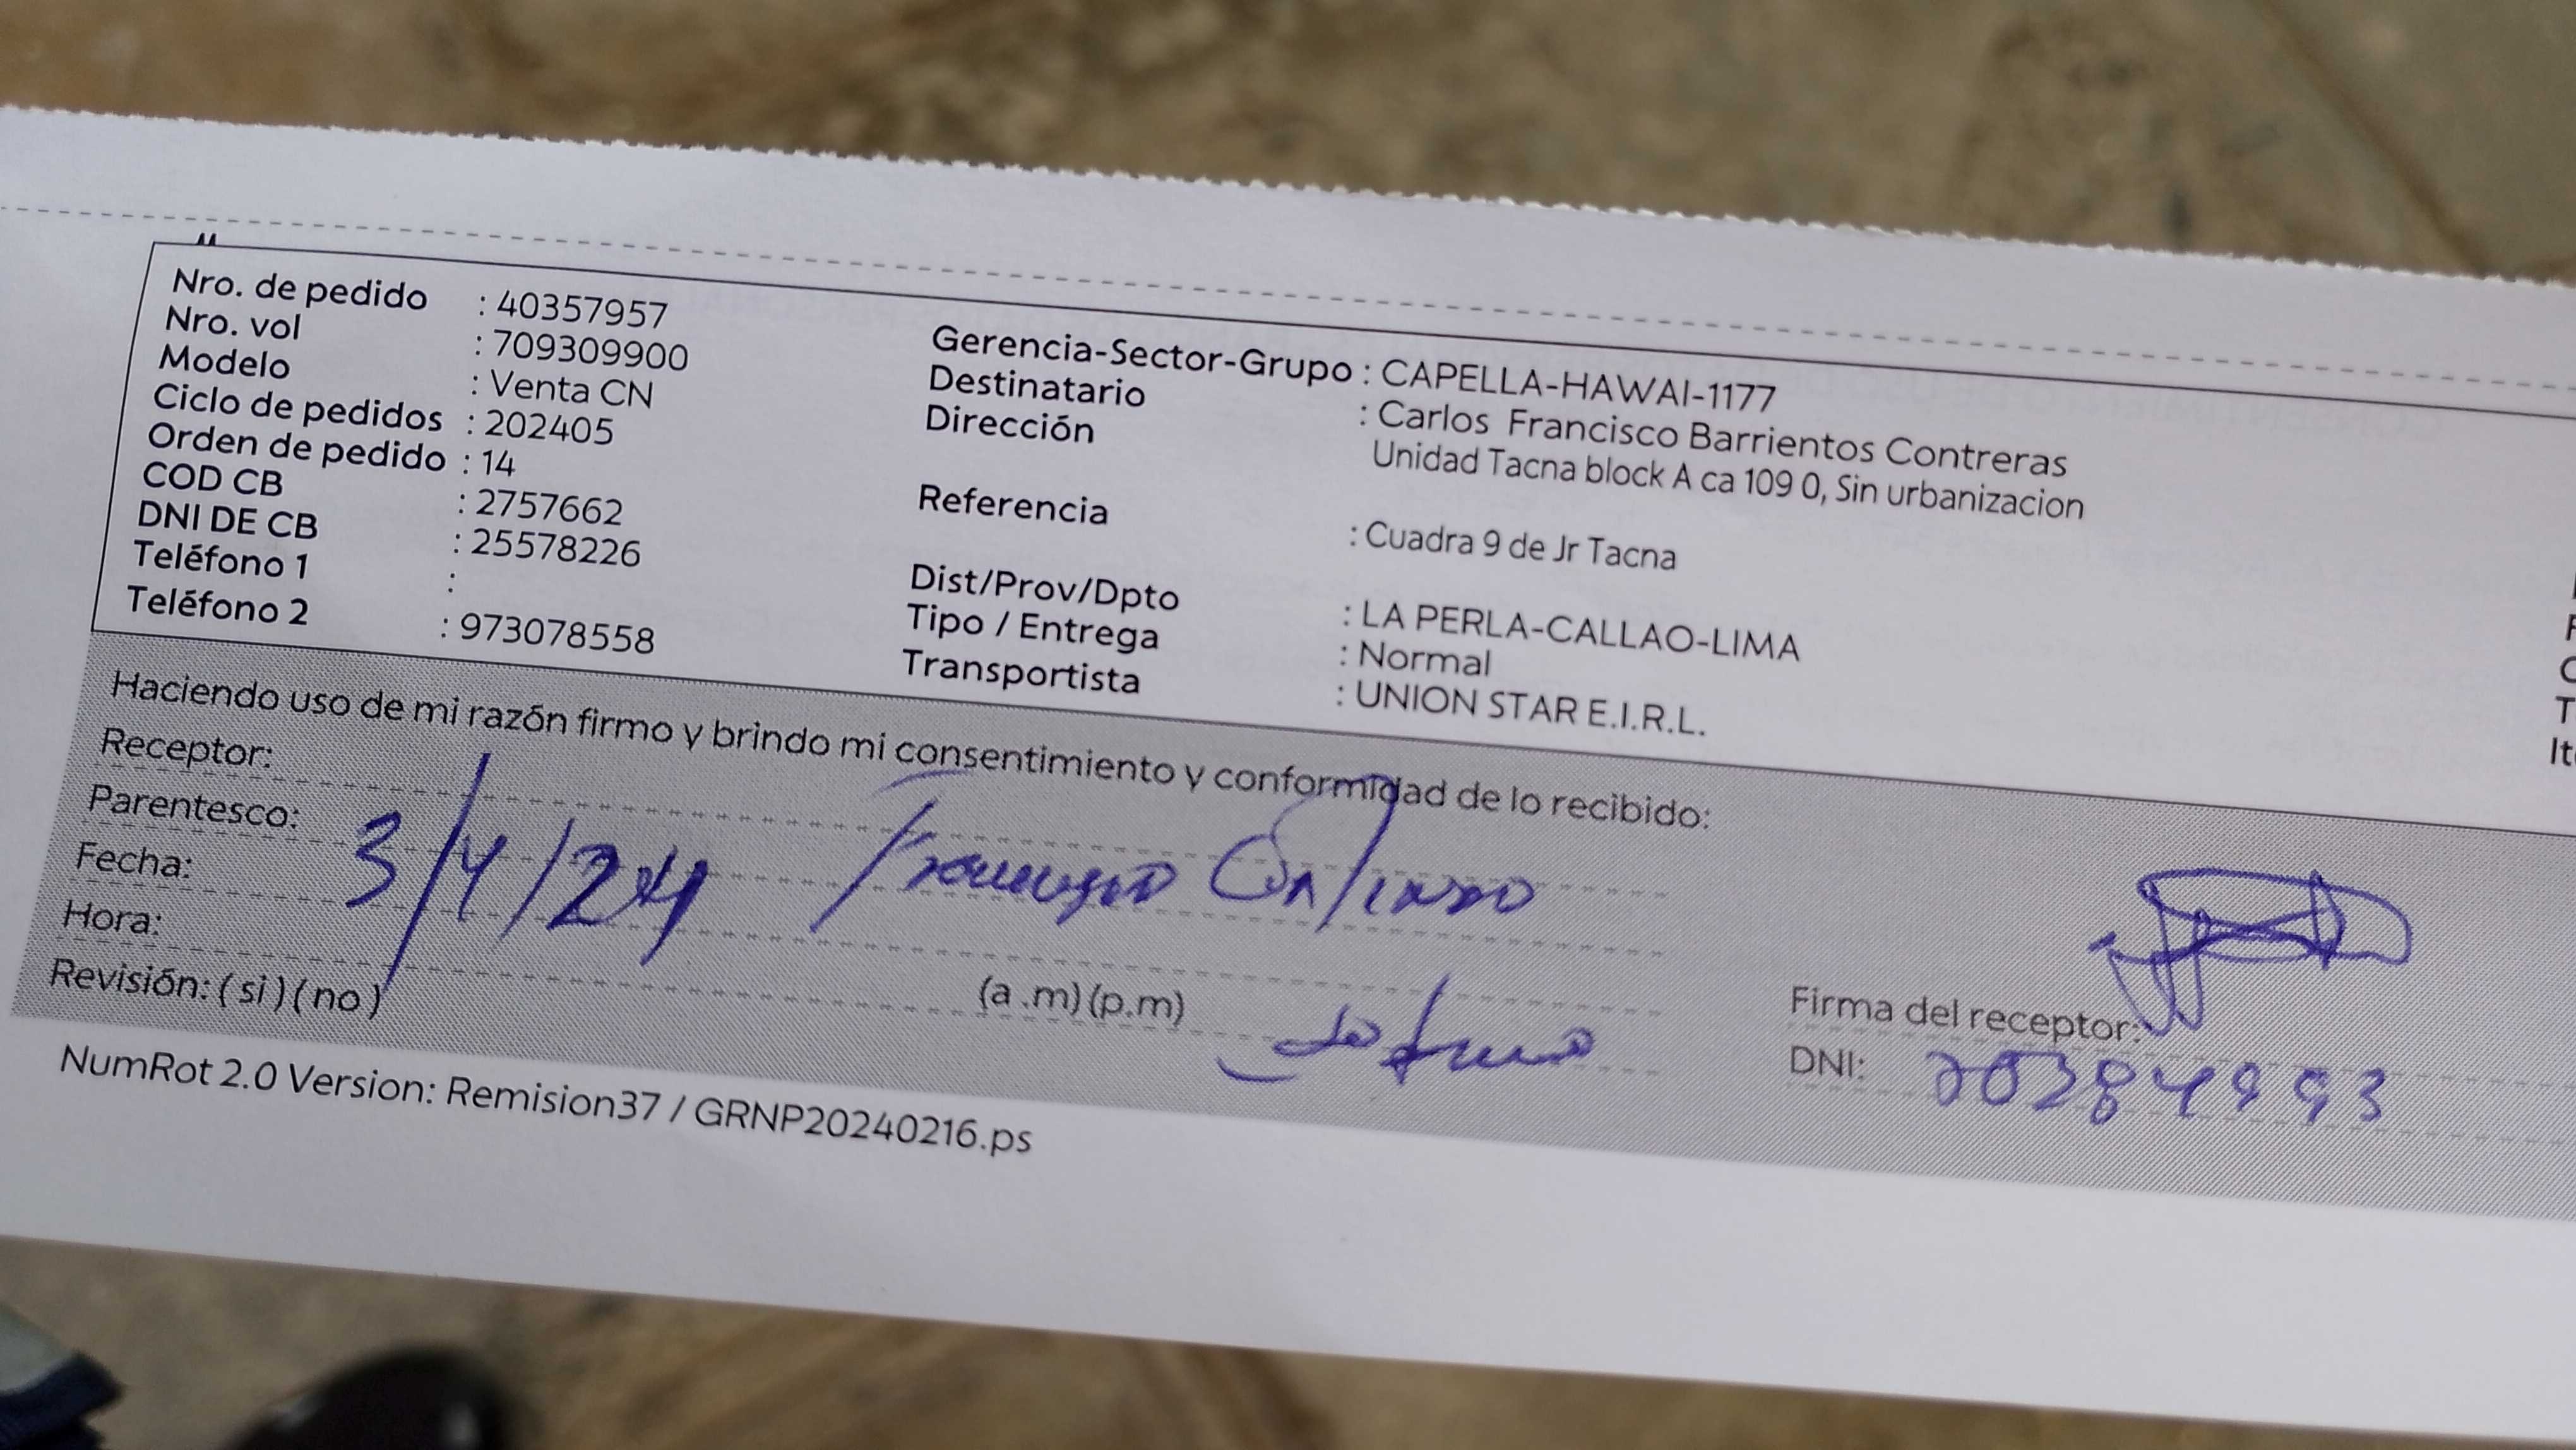 Nro. de pedido : 40357957
Nro. vol : 709309900
Modelo : Venta CN
Ciclo de pedidos : 202405
Orden de pedido : 14
COD CB : 2757662
DNI DE CB : 25578226
Teléfono 1 :
Teléfono 2 : 973078558
Gerencia-Sector-Grupo : CAPELLA-HAWAI-1177
Destinatario : Carlos Francisco Barrientos Contreras
Dirección Unidad Tacna block A ca 109 0, Sin urbanizacion
Referencia : Cuadra 9 de Jr Tacna
Dist/Prov/Dpto : LA PERLA-CALLAO-LIMA
Tipo / Entrega : Normal
Transportista : UNION STAR E.I.R.L.
Haciendo uso de mi razón firmo y brindo mi consentimiento y conformidad de lo recibido:
Receptor:
Parentesco:
Fecha: 3/4/24
Hora: (a .m) (p.m)
Revisión: ( si ) ( no )
Firma del receptor:
DNI:
NumRot 2.0 Version: Remision37 / GRNP20240216.ps